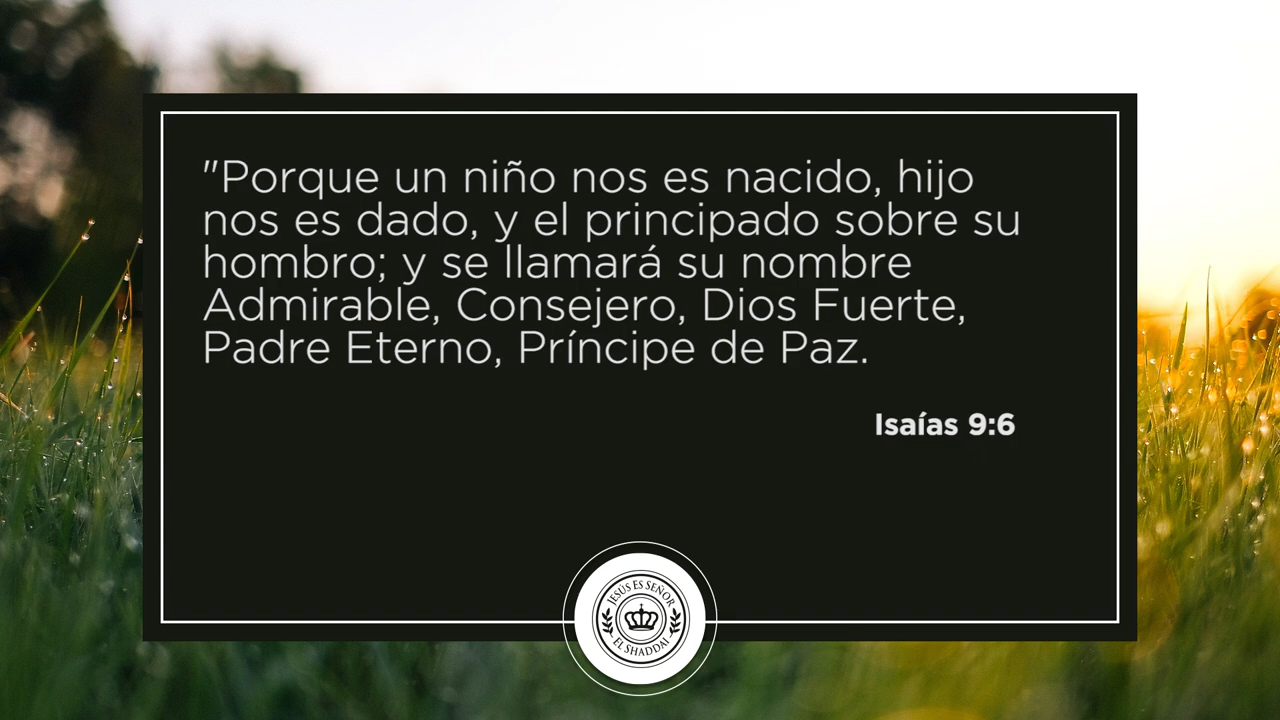 "Porque un niño nos es nacido, hijo
nos es dado, y el principado sobre su
hombro; y se llamará su nombre
Admirable, Consejero, Dios Fuerte,
Padre Eterno, Príncipe de Paz.
Isaías 9:6
JESÚS ES SEÑOR
EL SHADDAI